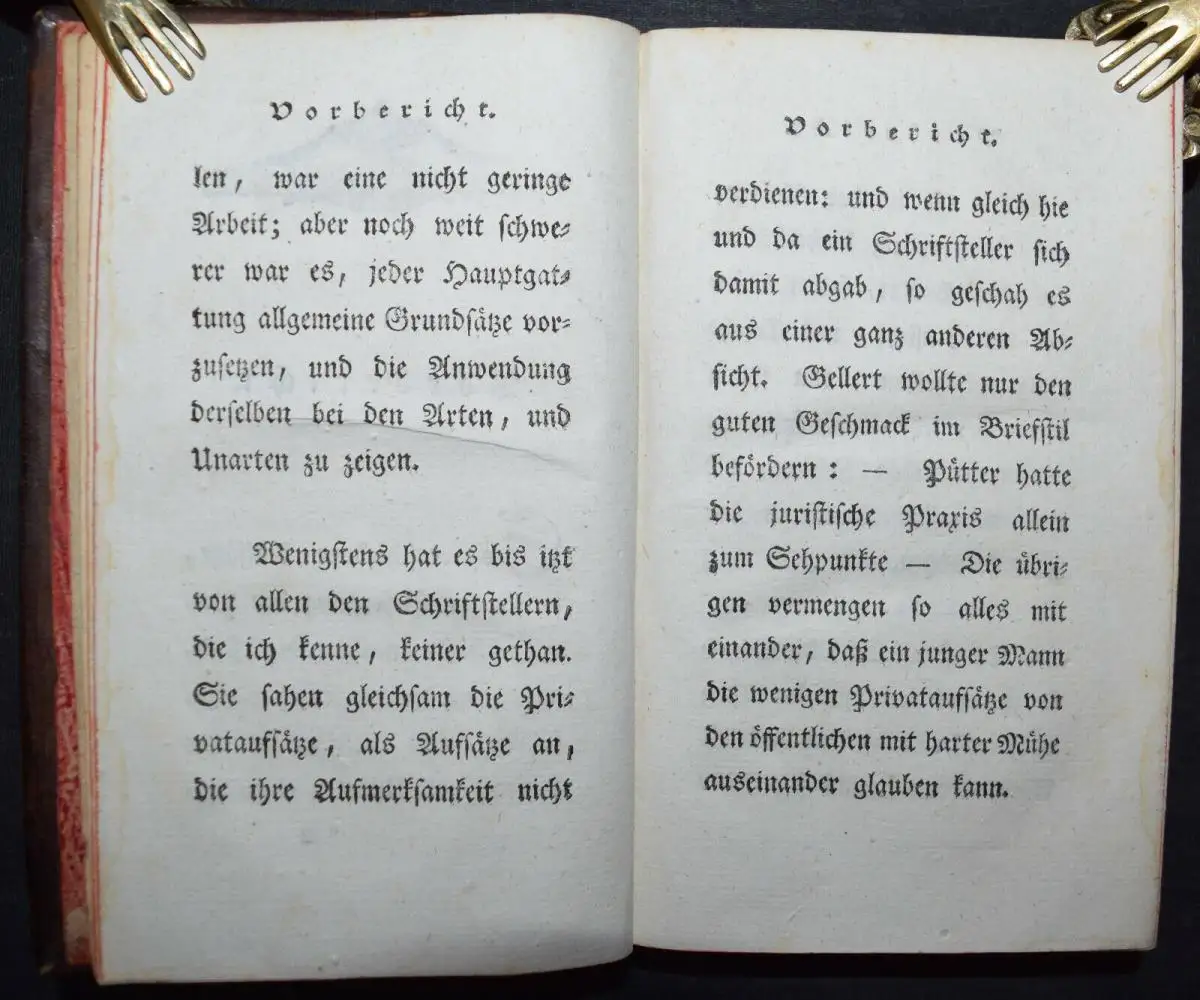 Vorbericht.
len, war eine nicht geringe
Arbeit; aber noch weit schwe-
rer war es, jeder Hauptgat-
tung allgemeine Grundsätze vor-
zusetzen, und die Anwendung
derselben bei den Arten, und
Unarten zu zeigen.
Wenigstens hat es bis itzt
von allen den Schriftstellern,
die ich kenne, keiner gethan.
Sie sahen gleichsam die Pri-
vataufsätze, als Aufsätze an,
die ihre Aufmerksamkeit nicht
Vorbericht.
verdienen: und wenn gleich hie
und da ein Schriftsteller sich
damit abgab, so geschah es
aus einer ganz anderen Ab-
sicht. Gellert wollte nur den
guten Geschmack im Briefstil
befördern: — Pütter hatte
die juristische Praxis allein
zum Sehpunkte — Die übri-
gen vermengen so alles mit
einander, daß ein junger Mann
die wenigen Privataufsätze von
den öffentlichen mit harter Mühe
auseinander glauben kann.